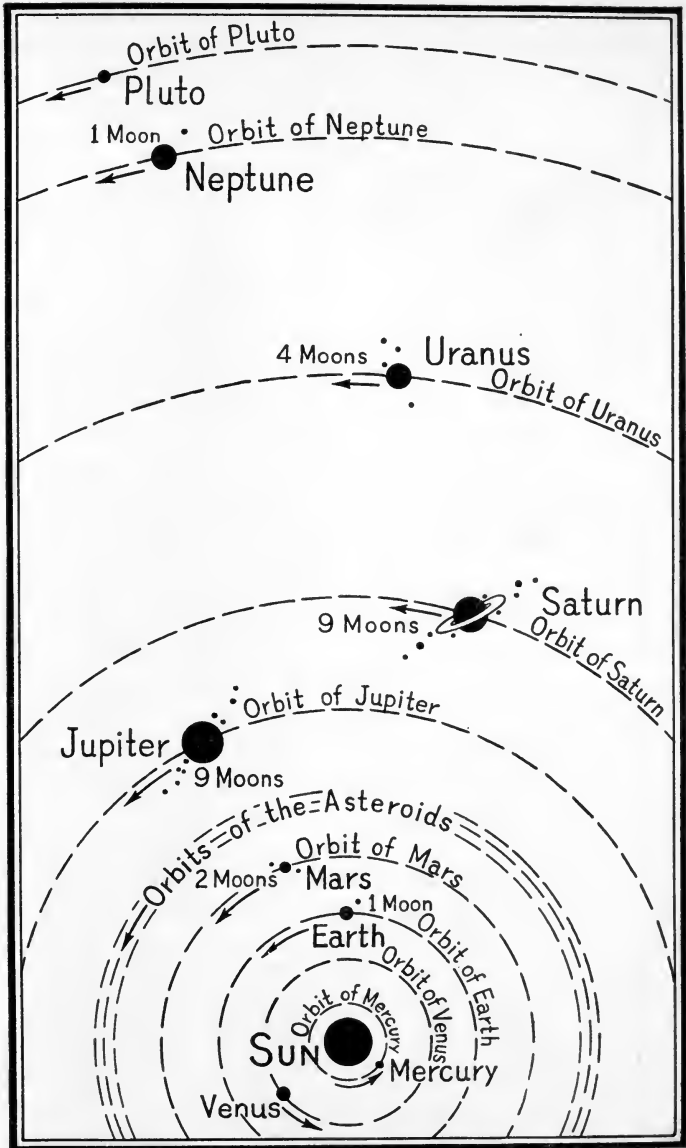 Orbit of Pluto
Pluto
1 Moon
Orbit of Neptune
Neptune
4 Moons
Uranus
Orbit of Uranus
9 Moons
Saturn
Orbit of Saturn
Orbit of Jupiter
Jupiter
9 Moons
Orbits of the Asteroids
Orbit of Mars
2 Moons
Mars
1 Moon
Earth
Orbit of Earth
Orbit of Venus
Orbit of Mercury
SUN
Mercury
Venus